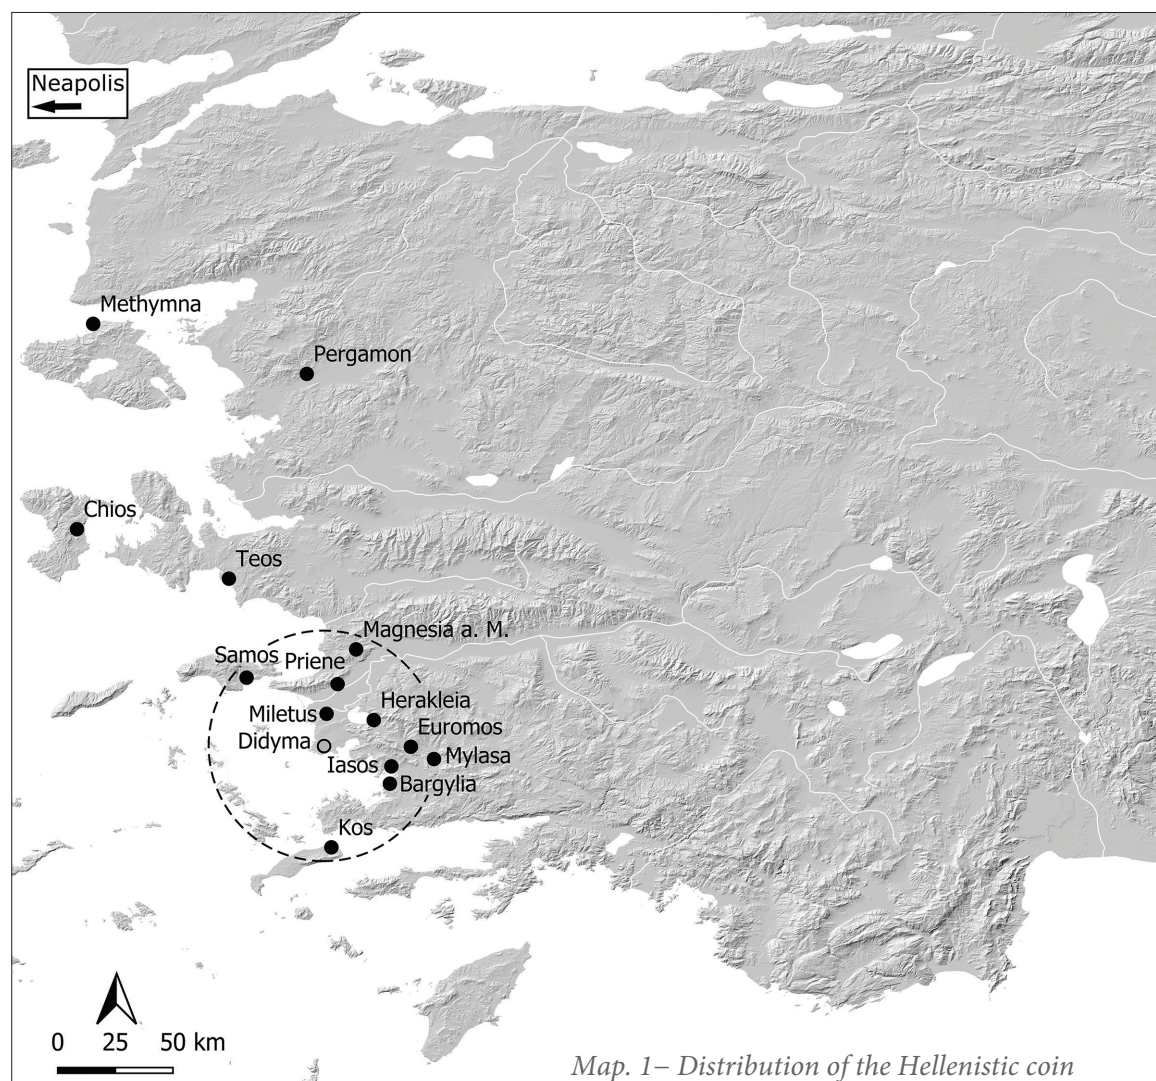 Neapolis
Methymna
Pergamon
Chios
Teos
Magnesia a. M.
Samos
Priene
Herakleia
Miletus
Euromos
Didyma
Mylasa
Iasos
Bargylia
Kos
0 25 50 km
Map. 1– Distribution of the Hellenistic coin